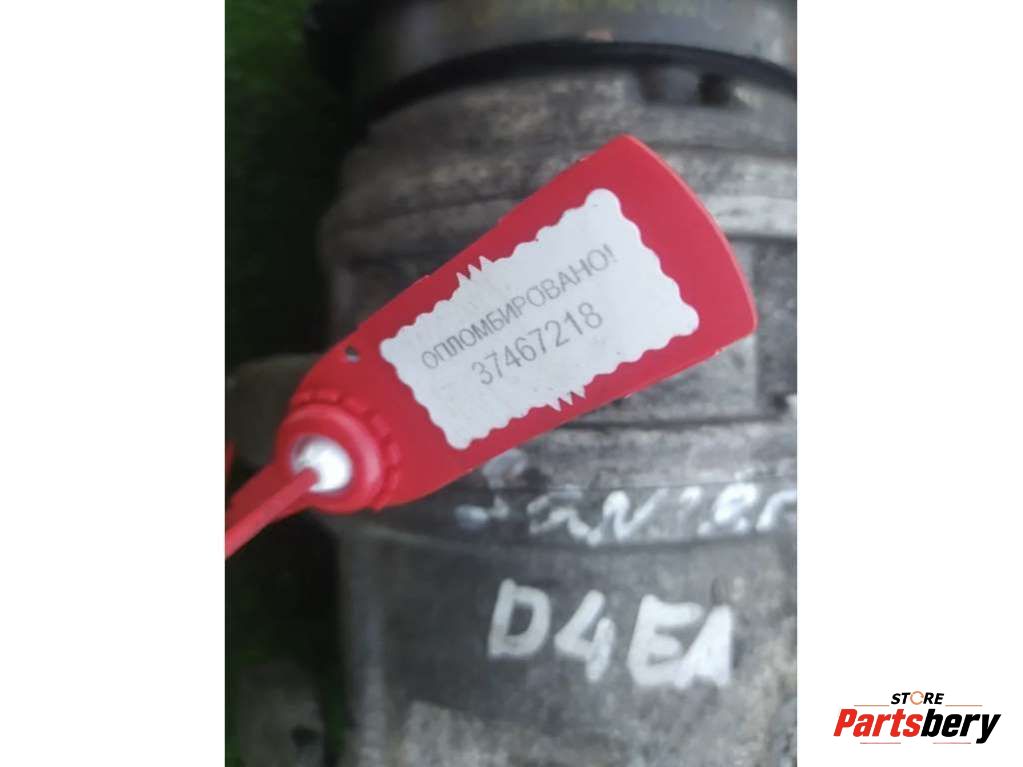 ОПЛОМБИРОВАНО!
37467218
D4EA
STORE
Partsbery